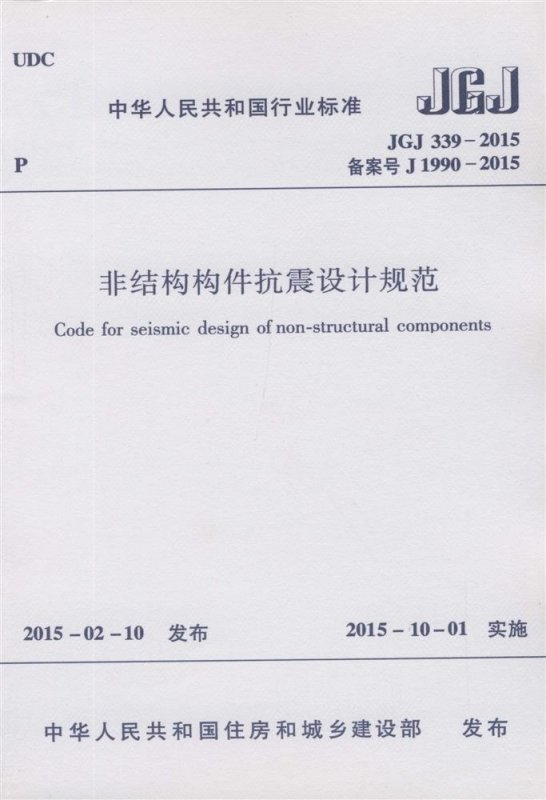 UDC
JGJ
中华人民共和国行业标准
JGJ 339-2015
P
备案号 J 1990-2015
非结构构件抗震设计规范
Code for seismic design of non-structural components
2015-02-10 发布
2015-10-01 实施
中华人民共和国住房和城乡建设部 发布